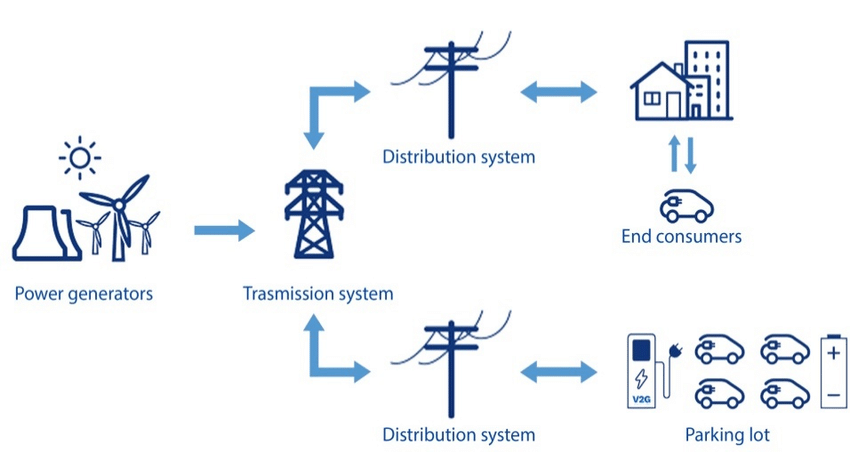 Distribution system
End consumers
Power generators
Trasmission system
V2G
+
−
Distribution system
Parking lot